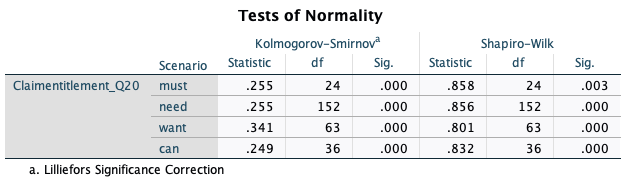 Tests of Normality
Kolmogorov-Smirnovᵃ Shapiro-Wilk
Scenario Statistic df Sig. Statistic df Sig.
Claimentitlement_Q20 must .255 24 .000 .858 24 .003
need .255 152 .000 .856 152 .000
want .341 63 .000 .801 63 .000
can .249 36 .000 .832 36 .000
a. Lilliefors Significance Correction